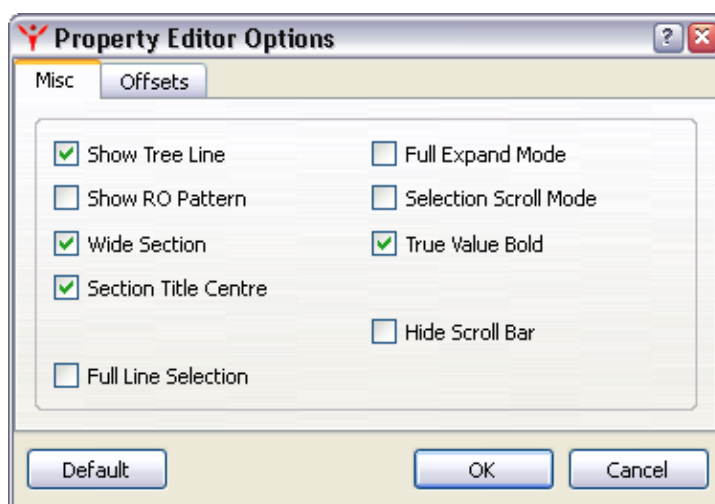 Property Editor Options
?
Misc Offsets
Show Tree Line Full Expand Mode
Show RO Pattern Selection Scroll Mode
Wide Section True Value Bold
Section Title Centre
Hide Scroll Bar
Full Line Selection
Default OK Cancel